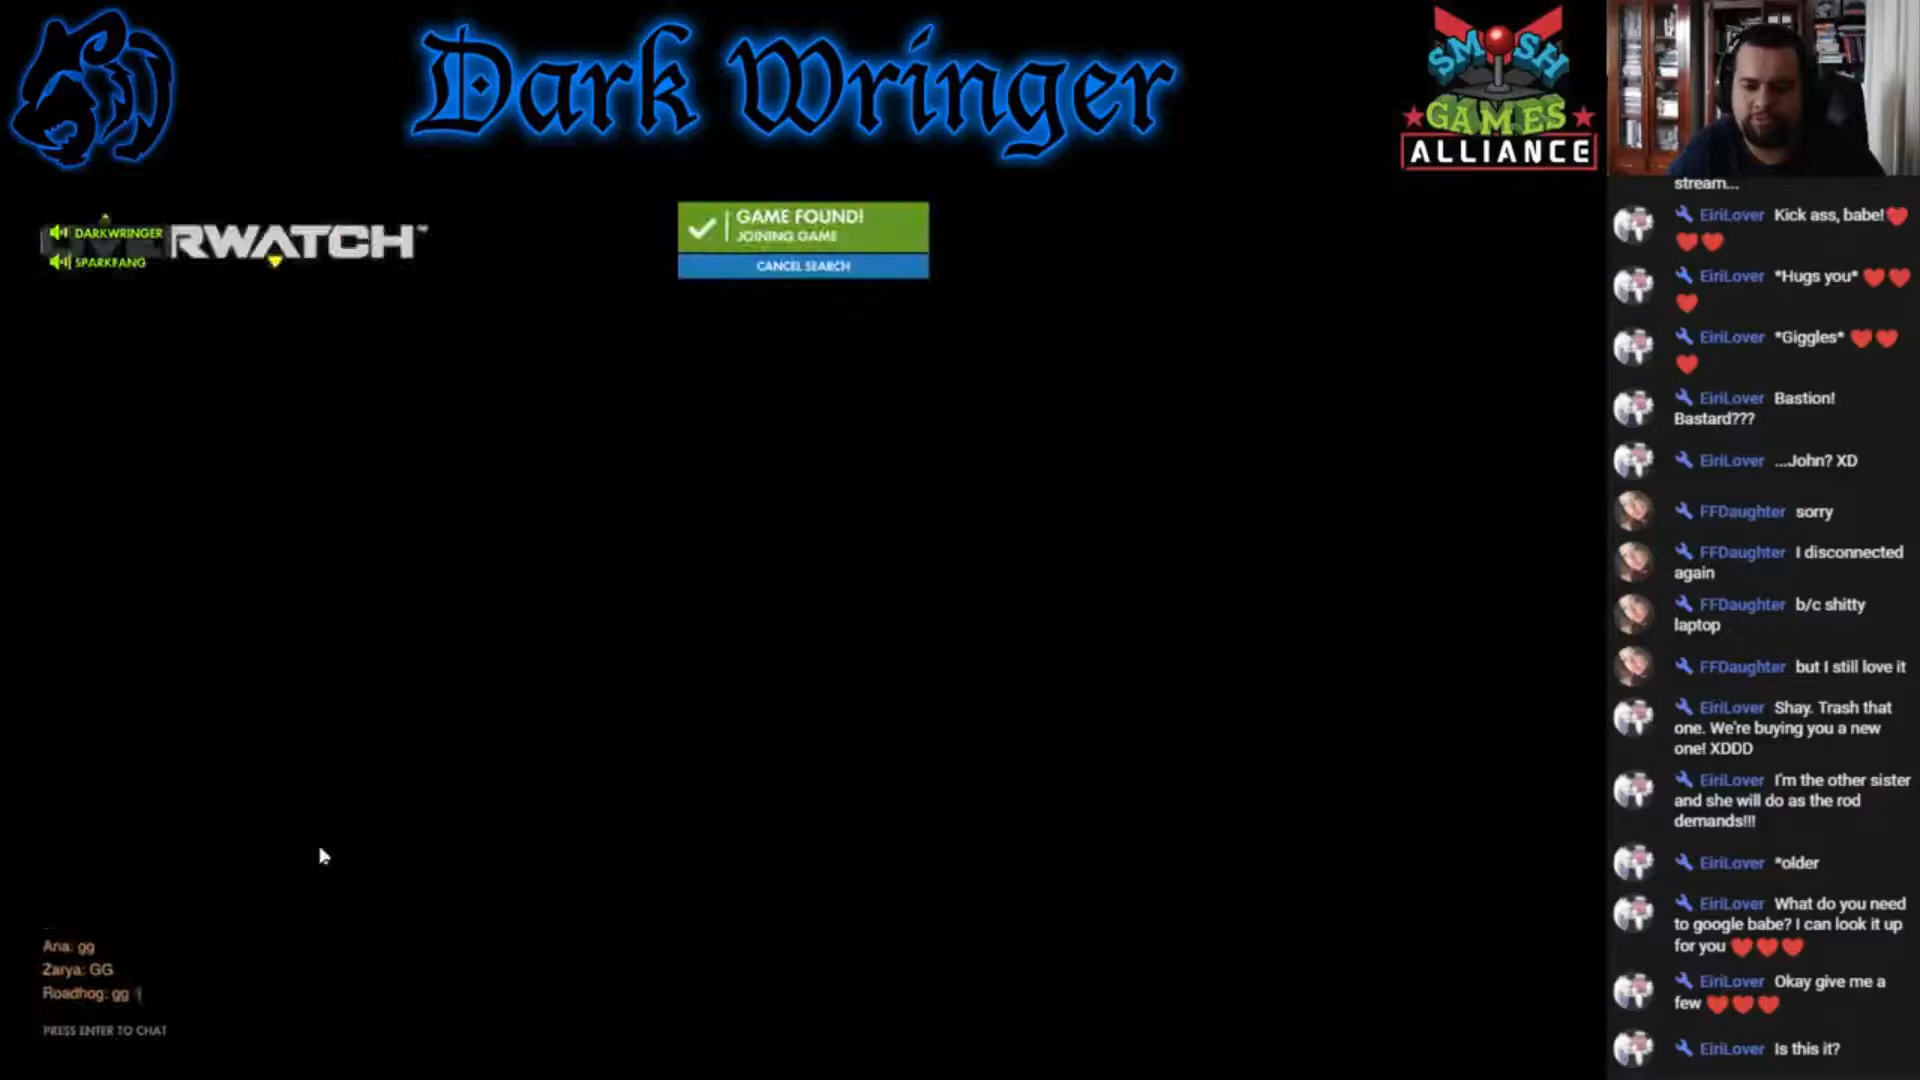 Dark Wringer
SMOSH
GAMES
ALLIANCE
DARKWRINGER
SPARKFANG
RWATCH
GAME FOUND!
JOINING GAME
CANCEL SEARCH
Ana: gg
Zarya: GG
Roadhog: gg
PRESS ENTER TO CHAT
stream...
EiriLover Kick ass, babe!
EiriLover *Hugs you*
EiriLover *Giggles*
EiriLover Bastion!
Bastard???
EiriLover ...John? XD
FFDaughter sorry
FFDaughter I disconnected
again
FFDaughter b/c shitty
laptop
FFDaughter but I still love it
EiriLover Shay. Trash that
one. We're buying you a new
one! XDDD
EiriLover I'm the other sister
and she will do as the rod
demands!!!
EiriLover *older
EiriLover What do you need
to google babe? I can look it up
for you
EiriLover Okay give me a
few
EiriLover Is this it?